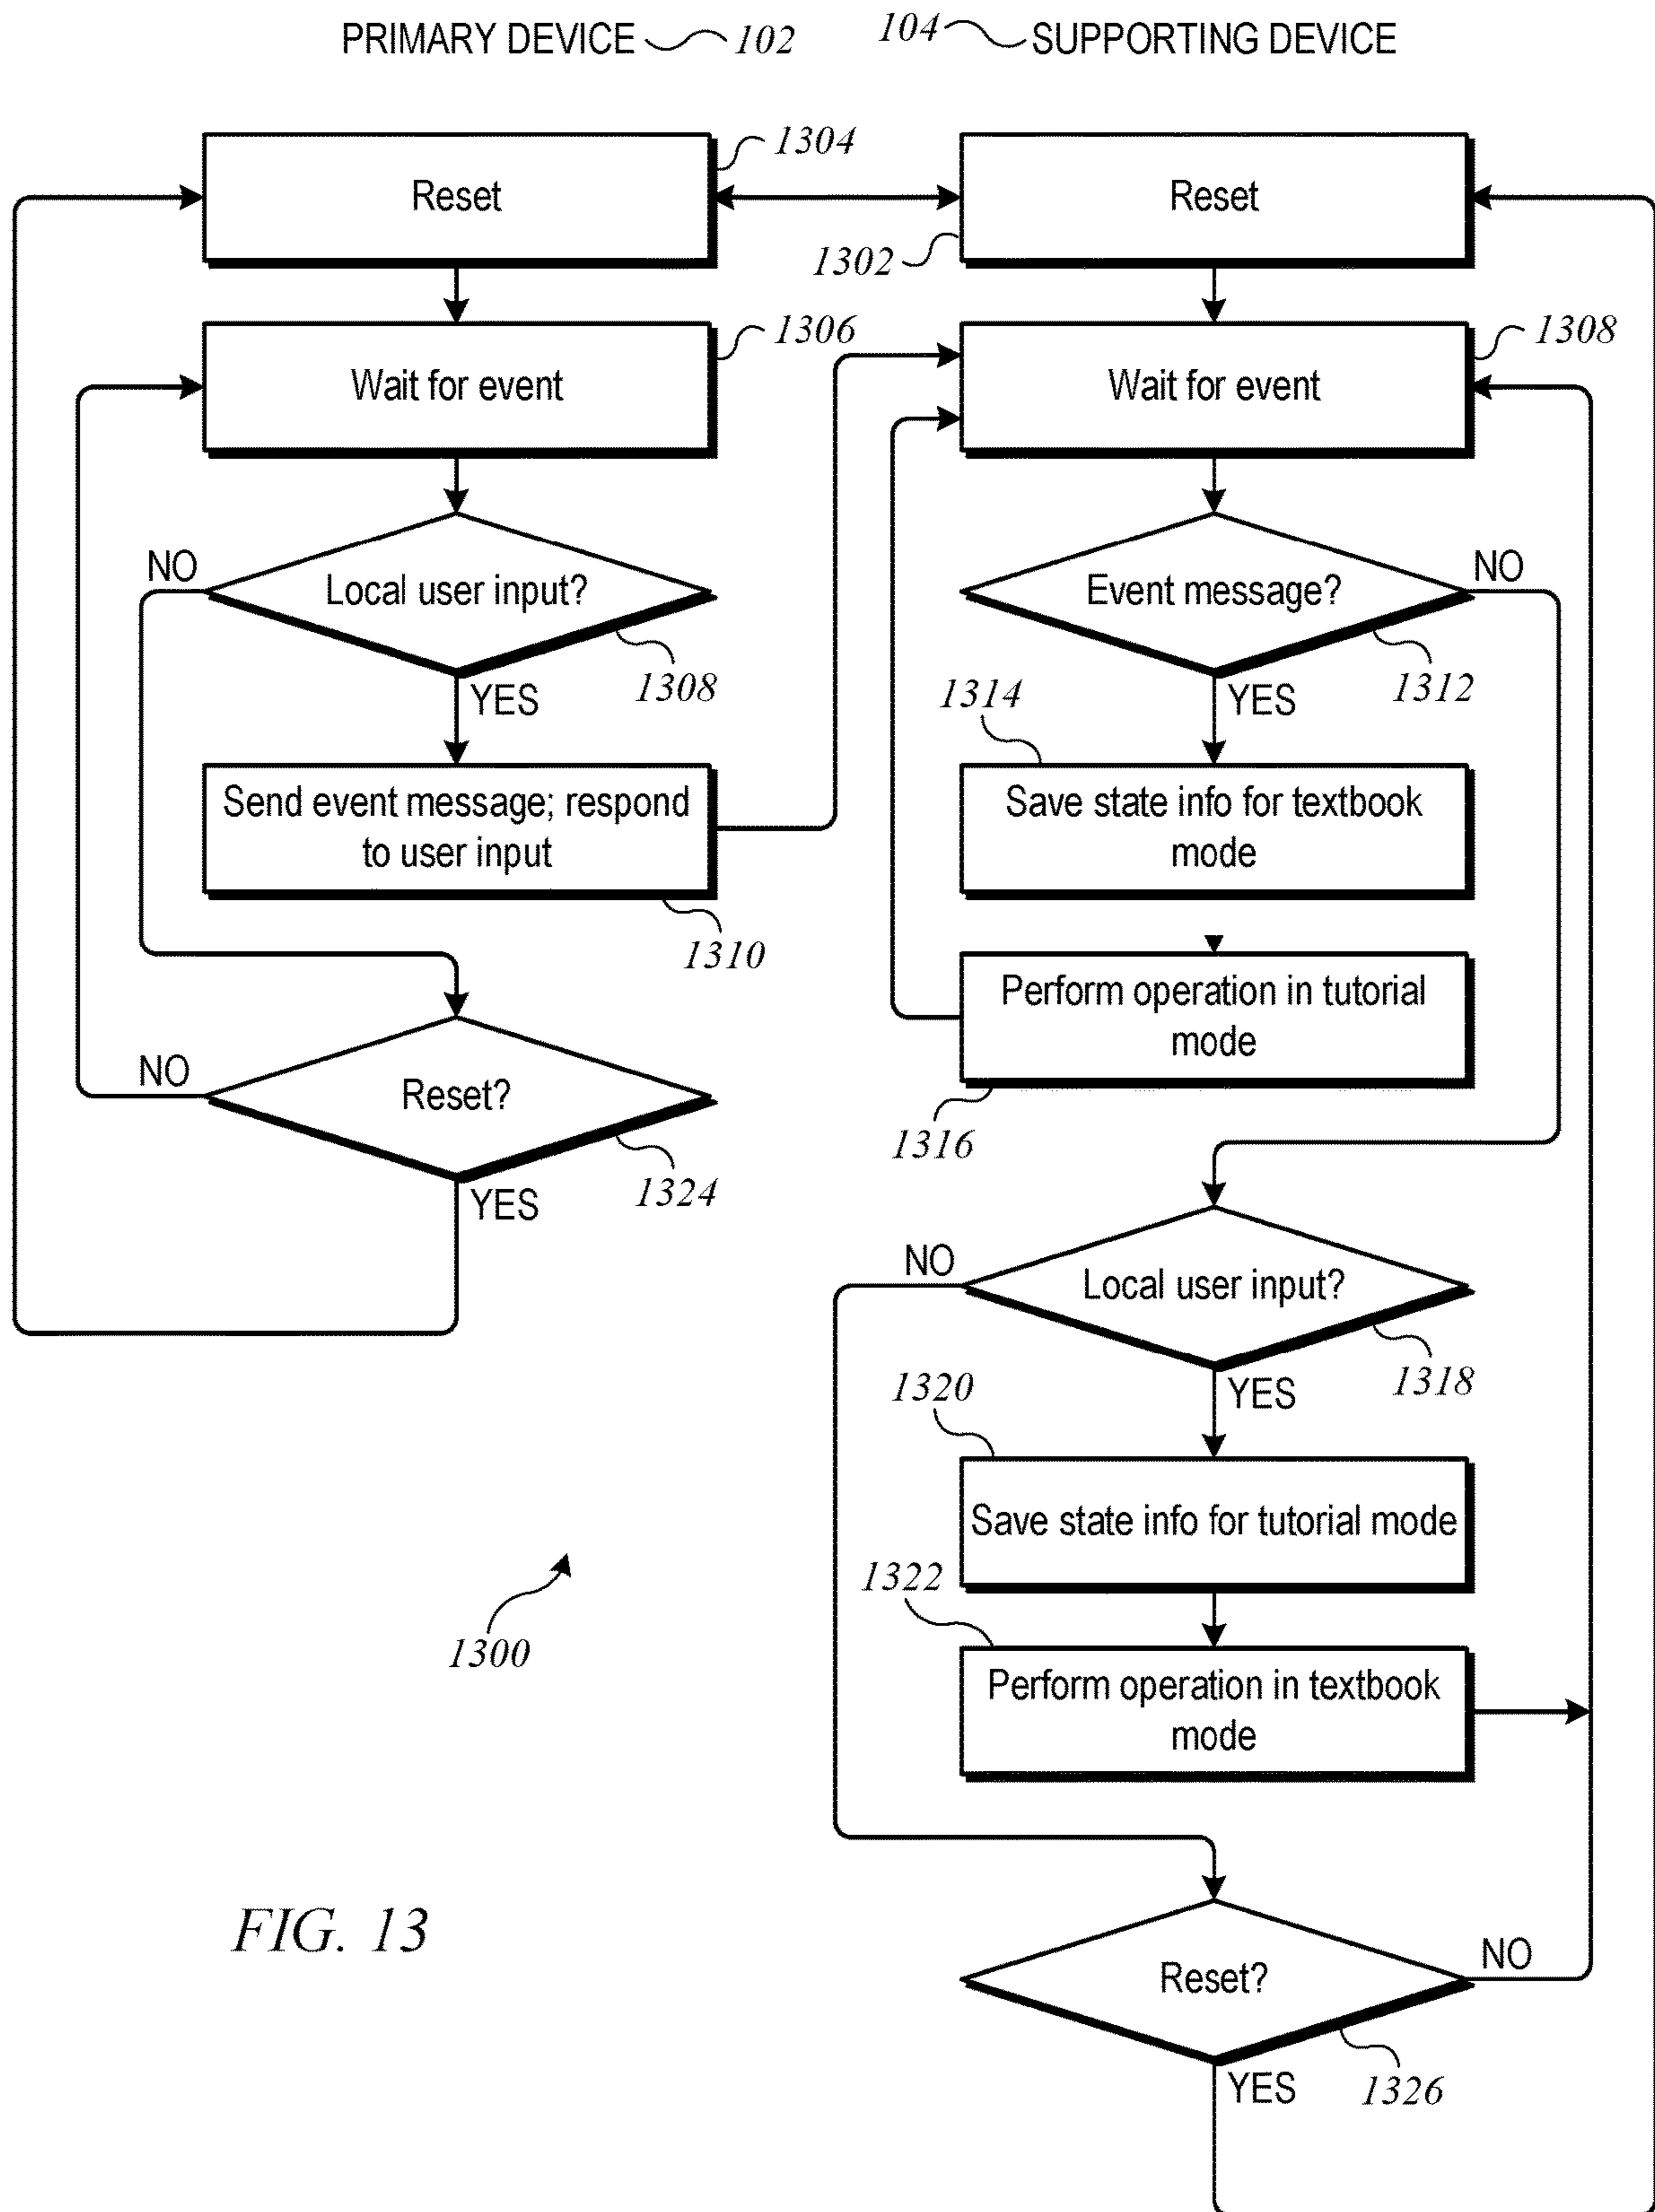 PRIMARY DEVICE 102
104 SUPPORTING DEVICE
1304
Reset
Reset
1302
1306
Wait for event
1308
Wait for event
NO
Local user input?
1308
YES
Event message?
NO
1312
YES
1314
Send event message; respond
to user input
1310
Save state info for textbook
mode
Perform operation in tutorial
mode
1316
NO
Reset?
1324
YES
NO
Local user input?
1318
YES
1320
Save state info for tutorial mode
1322
Perform operation in textbook
mode
1300
FIG. 13
Reset?
NO
1326
YES